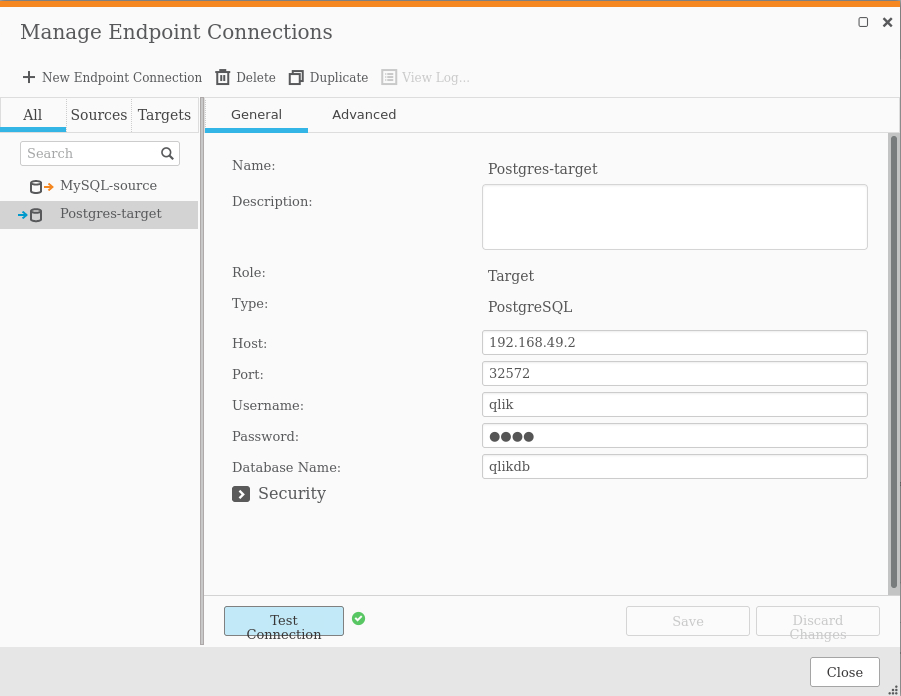 Manage Endpoint Connections
New Endpoint Connection Delete Duplicate View Log...
All Sources Targets
General Advanced
Search
MySQL-source
Postgres-target
Name: Postgres-target
Description:
Role: Target
Type: PostgreSQL
Host: 192.168.49.2
Port: 32572
Username: qlik
Password: ●●●●
Database Name: qlikdb
Security
Test
Connection
Save
Discard
Changes
Close